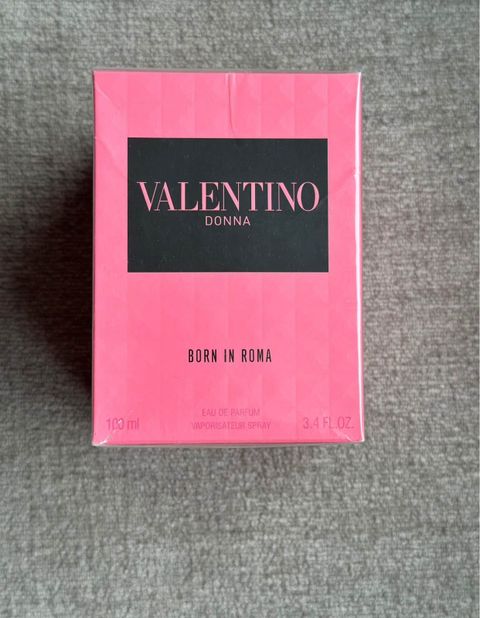 VALENTINO
DONNA
BORN IN ROMA
EAU DE PARFUM
100 ml VAPORISATEUR SPRAY 3.4 FL.OZ.